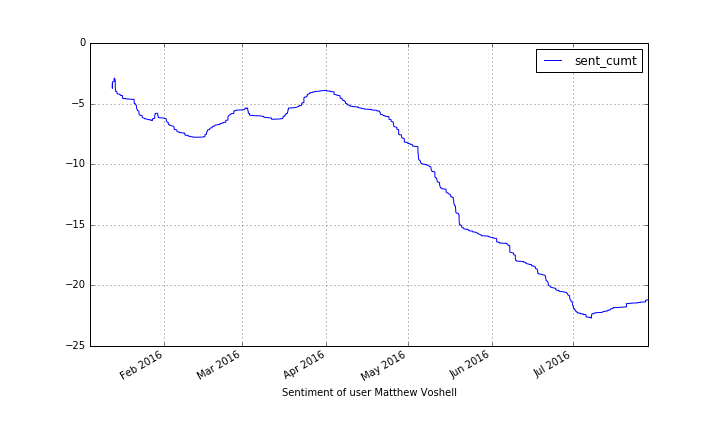 0
−5
−10
−15
−20
−25
sent_cumt
Feb 2016
Mar 2016
Apr 2016
May 2016
Jun 2016
Jul 2016
Sentiment of user Matthew Voshell